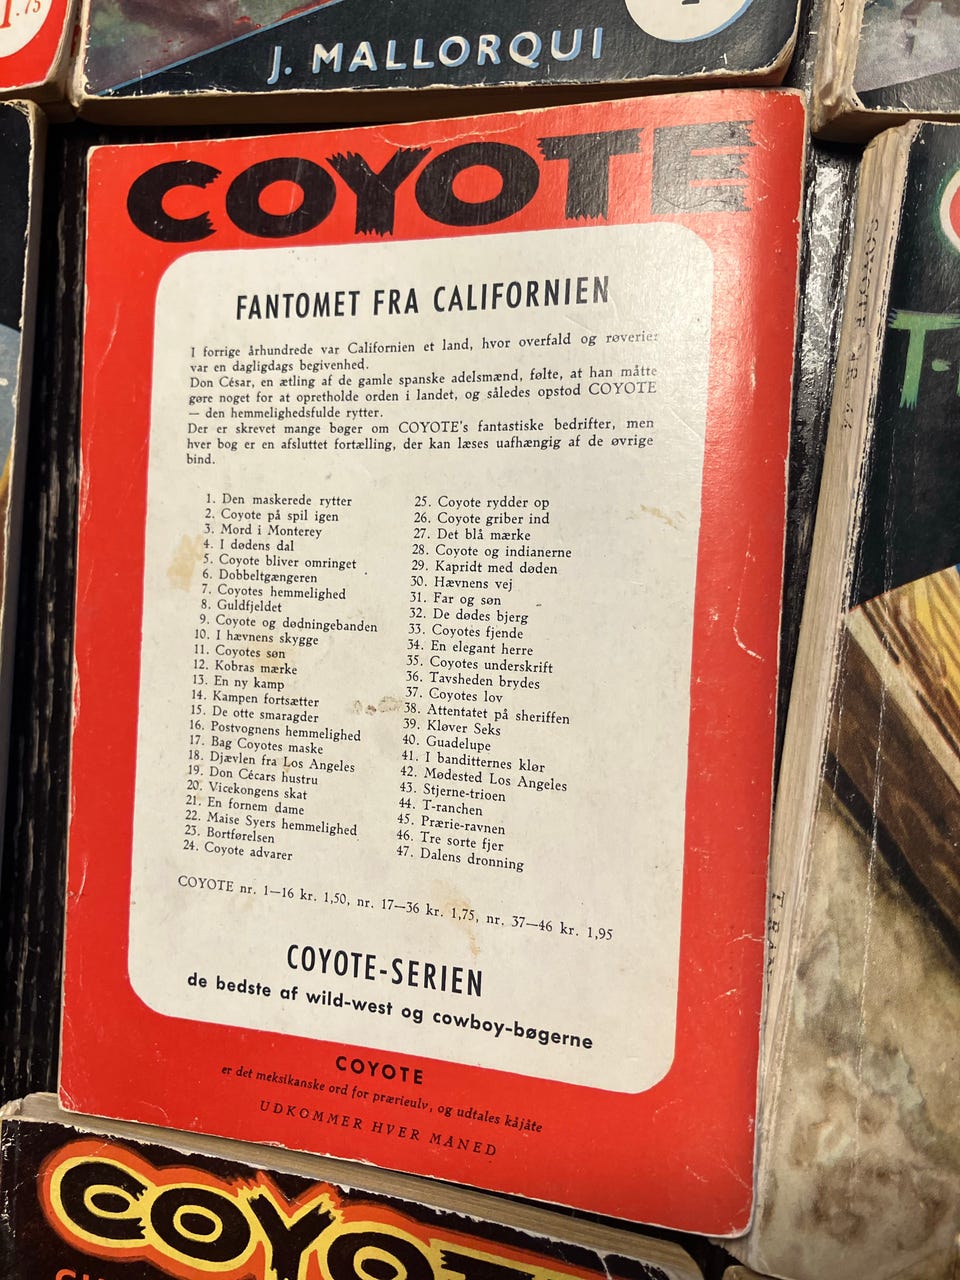 1.75
J. MALLORQUI
COYOTE
FANTOMET FRA CALIFORNIEN
I forrige århundrede var Californien et land, hvor overfald og røverier
var en dagligdags begivenhed.
Don César, en ætling af de gamle spanske adelsmænd, følte, at han måtte
gøre noget for at opretholde orden i landet, og således opstod COYOTE
— den hemmelighedsfulde rytter.
Der er skrevet mange bøger om COYOTE's fantastiske bedrifter, men
hver bog er en afsluttet fortælling, der kan læses uafhængig af de øvrige
bind.
1. Den maskerede rytter
2. Coyote på spil igen
3. Mord i Monterey
4. I dødens dal
5. Coyote bliver omringet
6. Dobbeltgængeren
7. Coyotes hemmelighed
8. Guldfjeldet
9. Coyote og dødningebanden
10. I hævnens skygge
11. Coyotes søn
12. Kobras mærke
13. En ny kamp
14. Kampen fortsætter
15. De otte smaragder
16. Postvognens hemmelighed
17. Bag Coyotes maske
18. Djævlen fra Los Angeles
19. Don Cécars hustru
20. Vicekongens skat
21. En fornem dame
22. Maise Syers hemmelighed
23. Bortførelsen
24. Coyote advarer
25. Coyote rydder op
26. Coyote griber ind
27. Det blå mærke
28. Coyote og indianerne
29. Kapridt med døden
30. Hævnens vej
31. Far og søn
32. De dødes bjerg
33. Coyotes fjende
34. En elegant herre
35. Coyotes underskrift
36. Tavsheden brydes
37. Coyotes lov
38. Attentatet på sheriffen
39. Kløver Seks
40. Guadelupe
41. I banditternes klør
42. Mødested Los Angeles
43. Stjerne-trioen
44. T-ranchen
45. Prærie-ravnen
46. Tre sorte fjer
47. Dalens dronning
COYOTE nr. 1—16 kr. 1,50, nr. 17—36 kr. 1,75, nr. 37—46 kr. 1,95
COYOTE-SERIEN
de bedste af wild-west og cowboy-bøgerne
COYOTE
er det meksikanske ord for prærieulv, og udtales kåjåte
UDKOMMER HVER MÅNED
COYOTE NR. 44
T-
COYOTE